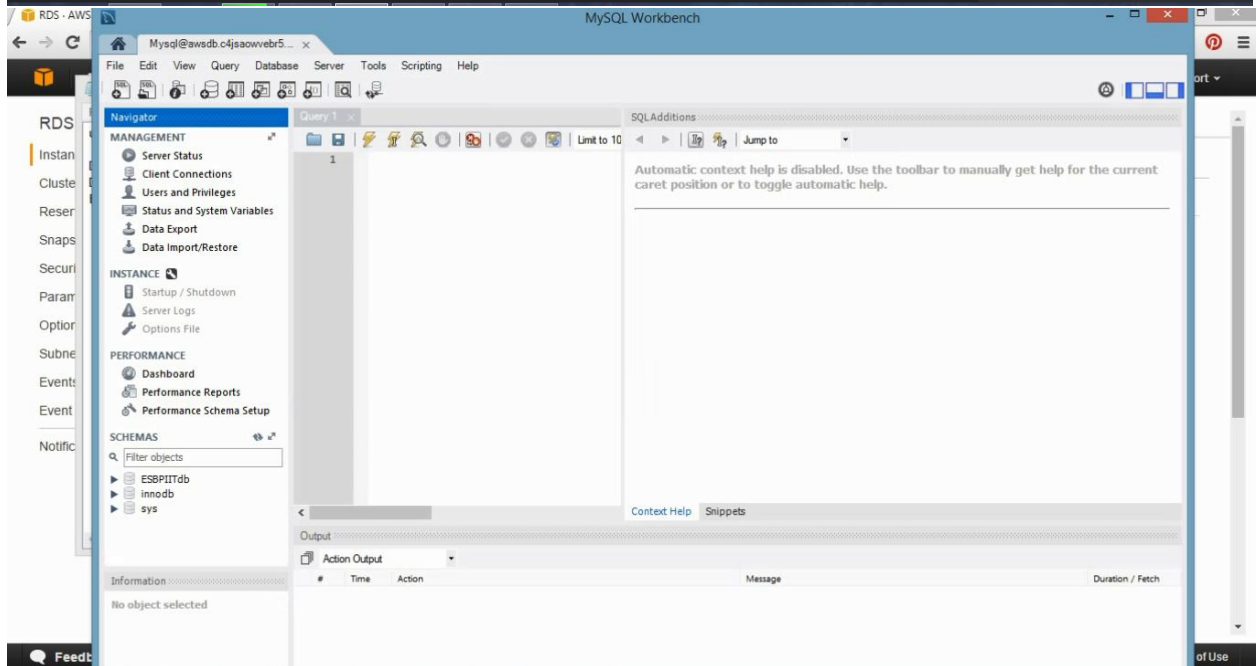 RDS - AWS
MySQL Workbench
Mysql@awsdb.c4jsaowvebr5...
File Edit View Query Database Server Tools Scripting Help
ort
RDS
Instan
Cluste
Reser
Snaps
Securi
Param
Option
Subne
Events
Event
Notific
Navigator
MANAGEMENT
Server Status
Client Connections
Users and Privileges
Status and System Variables
Data Export
Data Import/Restore
INSTANCE
Startup / Shutdown
Server Logs
Options File
PERFORMANCE
Dashboard
Performance Reports
Performance Schema Setup
SCHEMAS
Filter objects
ESBPIITdb
innodb
sys
Information
No object selected
Query 1
Limit to 10
1
SQLAdditions
Jump to
Automatic context help is disabled. Use the toolbar to manually get help for the current
caret position or to toggle automatic help.
Context Help Snippets
Output
Action Output
# Time Action Message Duration / Fetch
Feedb
of Use